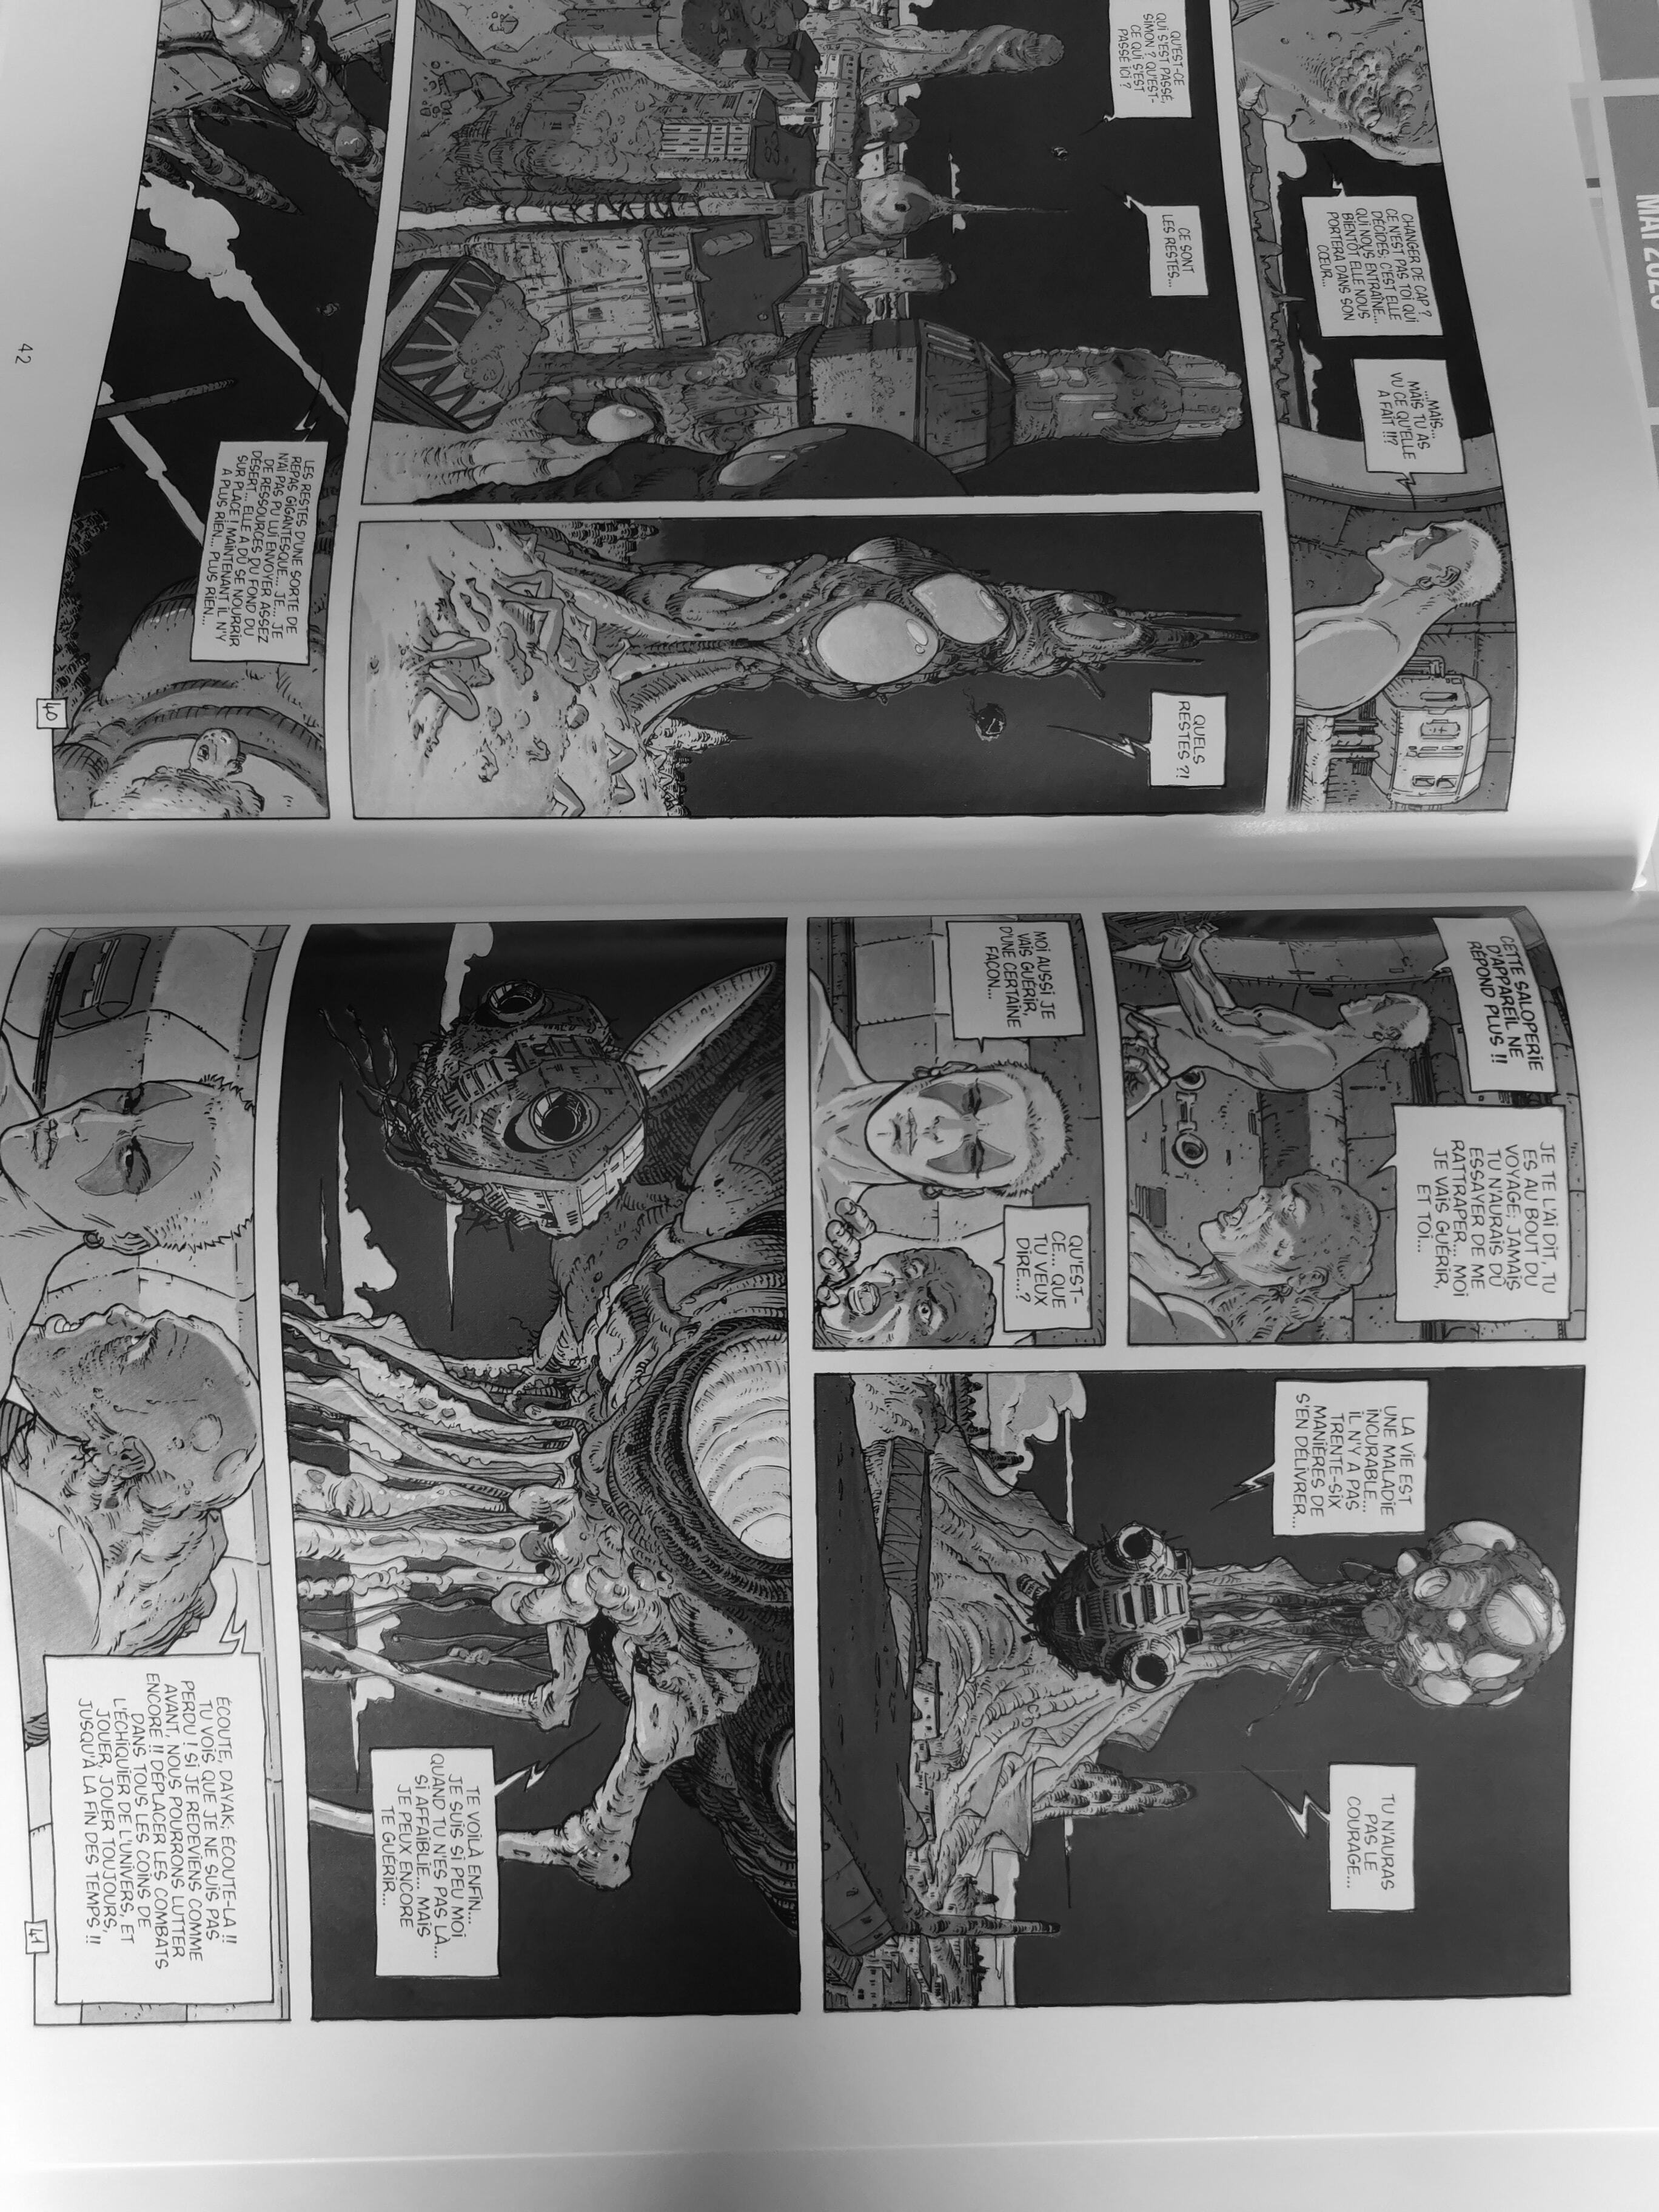 CHANGER DE CAP ?
CE N'EST PAS TOI QUI
DÉCIDES, C'EST ELLE
QUI NOUS ENTRAÎNE...
BIENTÔT ELLE NOUS
PORTERA DANS SON
CŒUR...
...MAIS...
MAIS TU AS
VU CE QU'ELLE
A FAIT !!?
QU'EST-CE
QUI S'EST PASSÉ,
SIMON ? QU'EST-
CE QUI S'EST
PASSÉ ICI ?
CE SONT
LES RESTES...
QUELS
RESTES ?!
LES RESTES D'UNE SORTE DE
REPAS GIGANTESQUE... JE... JE
N'AI PAS PU LUI ENVOYER ASSEZ
DE RESSOURCES DU FOND DU
DÉSERT... ELLE A DÛ SE NOURRIR
SUR PLACE ! MAINTENANT IL N'Y
A PLUS RIEN... PLUS RIEN...
40
42
CETTE SALOPERIE
D'APPAREIL NE
RÉPOND PLUS !!
JE TE L'AI DIT, TU
ES AU BOUT DU
VOYAGE; JAMAIS
TU N'AURAIS DÛ
ESSAYER DE ME
RATTRAPER... MOI
JE VAIS GUÉRIR,
ET TOI...
MOI AUSSI JE
VAIS GUÉRIR,
D'UNE CERTAINE
FAÇON...
QU'EST-
CE... QUE
TU VEUX
DIRE...?
LA VIE EST
UNE MALADIE
INCURABLE...
IL N'Y A PAS
TRENTE-SIX
MANIÈRES DE
S'EN DÉLIVRER...
TU N'AURAS
PAS LE
COURAGE...
TE VOILÀ ENFIN...
JE SUIS SI PEU MOI
QUAND TU N'ES PAS LÀ...
SI AFFAIBLIE... MAIS
JE PEUX ENCORE
TE GUÉRIR...
ÉCOUTE, DAYAK; ÉCOUTE-LA !!
TU VOIS QUE JE NE SUIS PAS
PERDU ! SI JE REDEVIENS COMME
AVANT, NOUS POURRONS LUTTER
ENCORE !! DÉPLACER LES COMBATS
DANS TOUS LES COINS DE
L'ÉCHIQUIER DE L'UNIVERS, ET
JOUER, JOUER TOUJOURS,
JUSQU'À LA FIN DES TEMPS !!
41